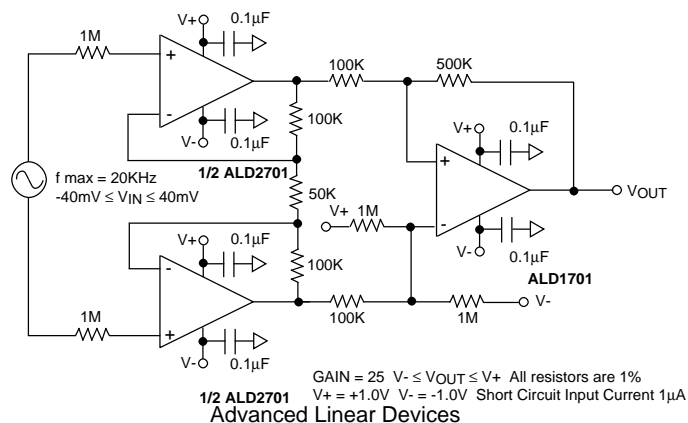 V+
0.1µF
1M
+
-
V-
0.1µF
1/2 ALD2701
100K
100K
500K
f max = 20KHz
-40mV ≤ VIN ≤ 40mV
50K
V+
0.1µF
+
-
V-
0.1µF
VOUT
ALD1701
V+
1M
V+
0.1µF
-
+
1M
100K
100K
1M
V-
V-
0.1µF
1/2 ALD2701
GAIN = 25 V- ≤ VOUT ≤ V+ All resistors are 1%
V+ = +1.0V V- = -1.0V Short Circuit Input Current 1µA
Advanced Linear Devices